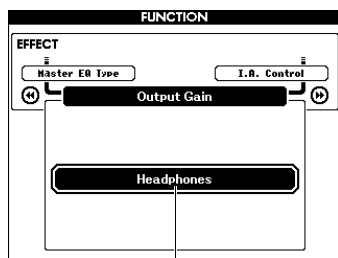 FUNCTION
EFFECT
Master EQ Type
I.A. Control
Output Gain
Headphones